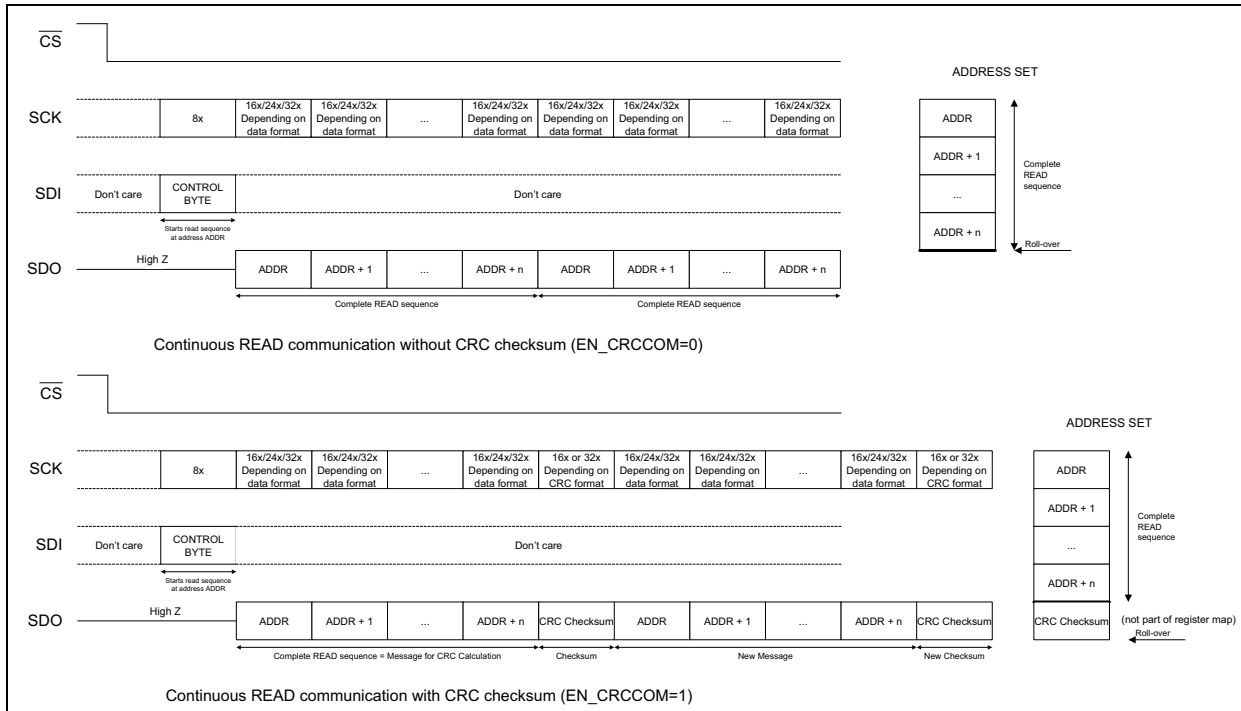 CS
ADDRESS SET
SCK
8x
16x/24x/32x
Depending on
data format
16x/24x/32x
Depending on
data format
...
16x/24x/32x
Depending on
data format
16x/24x/32x
Depending on
data format
16x/24x/32x
Depending on
data format
...
16x/24x/32x
Depending on
data format
ADDR
ADDR + 1
...
ADDR + n
Complete
READ
sequence
Roll-over
SDI
Don't care
CONTROL
BYTE
Don't care
Starts read sequence
at address ADDR
SDO
High Z
ADDR
ADDR + 1
...
ADDR + n
ADDR
ADDR + 1
...
ADDR + n
Complete READ sequence
Complete READ sequence
Continuous READ communication without CRC checksum (EN_CRCCOM=0)
CS
ADDRESS SET
SCK
8x
16x/24x/32x
Depending on
data format
16x/24x/32x
Depending on
data format
...
16x/24x/32x
Depending on
data format
16x or 32x
Depending on
CRC format
16x/24x/32x
Depending on
data format
16x/24x/32x
Depending on
data format
...
16x/24x/32x
Depending on
data format
16x or 32x
Depending on
CRC format
ADDR
ADDR + 1
...
ADDR + n
CRC Checksum
Complete
READ
sequence
(not part of register map)
Roll-over
SDI
Don't care
CONTROL
BYTE
Don't care
Starts read sequence
at address ADDR
SDO
High Z
ADDR
ADDR + 1
...
ADDR + n
CRC Checksum
ADDR
ADDR + 1
...
ADDR + n
CRC Checksum
Complete READ sequence = Message for CRC Calculation
Checksum
New Message
New Checksum
Continuous READ communication with CRC checksum (EN_CRCCOM=1)